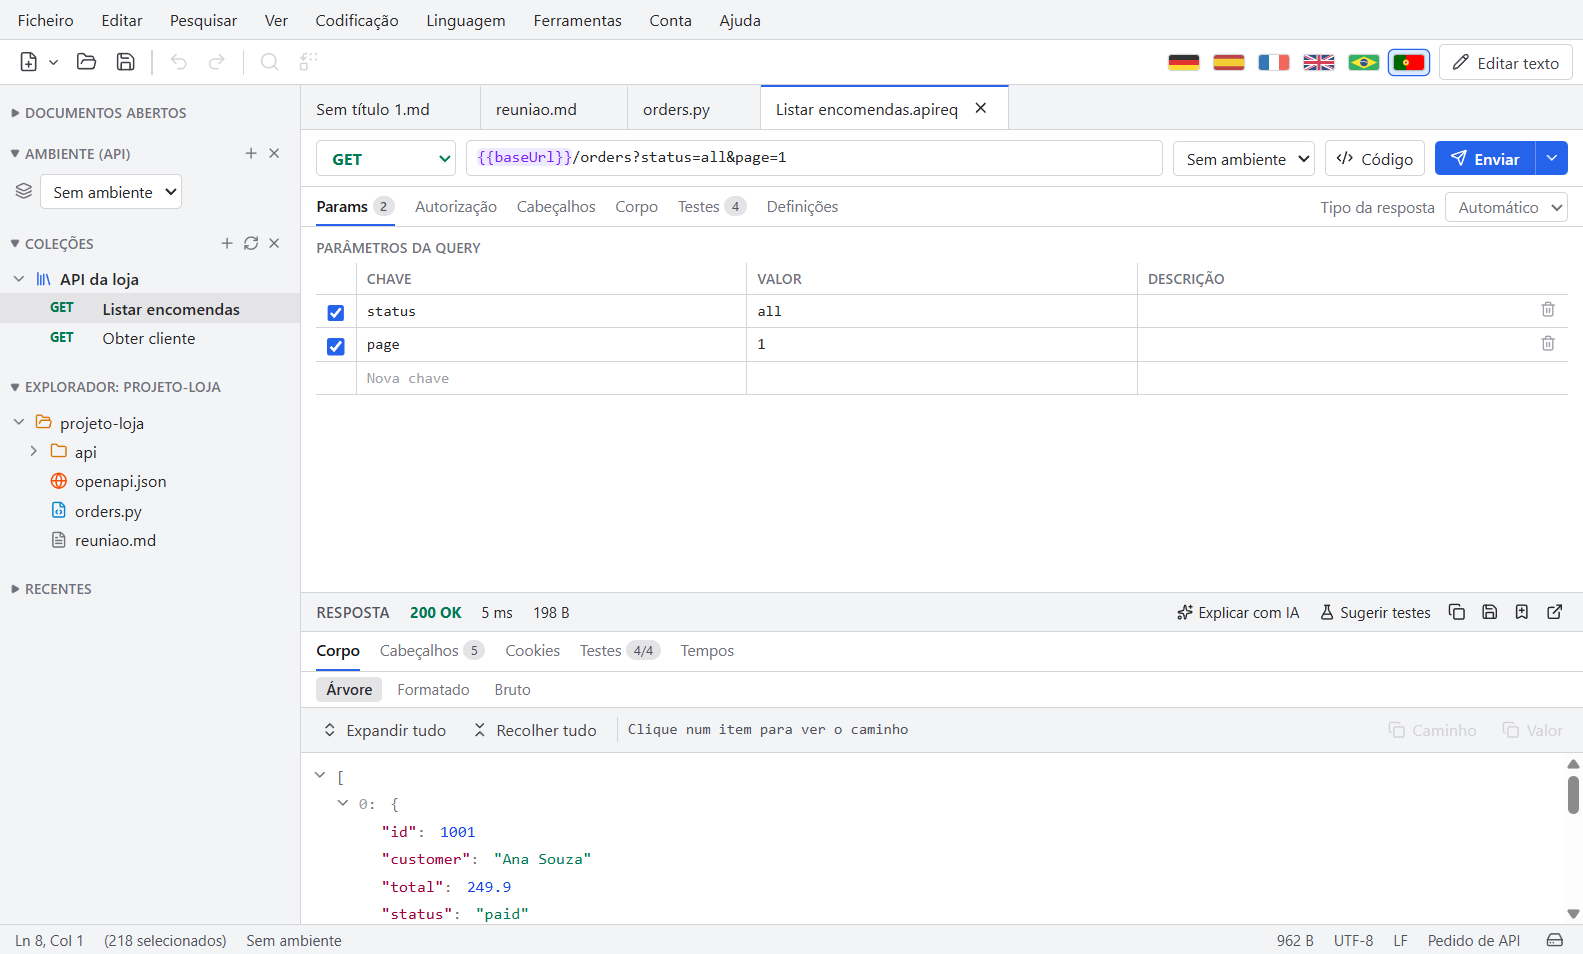 Ficheiro Editar Pesquisar Ver Codificação Linguagem Ferramentas Conta Ajuda
Editar texto
DOCUMENTOS ABERTOS
AMBIENTE (API)
Sem ambiente
COLEÇÕES
API da loja
GET Listar encomendas
GET Obter cliente
EXPLORADOR: PROJETO-LOJA
projeto-loja
api
openapi.json
orders.py
reuniao.md
RECENTES
Sem título 1.md reuniao.md orders.py Listar encomendas.apireq
GET {{baseUrl}}/orders?status=all&page=1 Sem ambiente Código Enviar
Params 2 Autorização Cabeçalhos Corpo Testes 4 Definições Tipo da resposta Automático
PARÂMETROS DA QUERY
CHAVE VALOR DESCRIÇÃO
status all
page 1
Nova chave
RESPOSTA 200 OK 5 ms 198 B Explicar com IA Sugerir testes
Corpo Cabeçalhos 5 Cookies Testes 4/4 Tempos
Árvore Formatado Bruto
Expandir tudo Recolher tudo Clique num item para ver o caminho Caminho Valor
[
0: {
"id": 1001
"customer": "Ana Souza"
"total": 249.9
"status": "paid"
Ln 8, Col 1 (218 selecionados) Sem ambiente 962 B UTF-8 LF Pedido de API